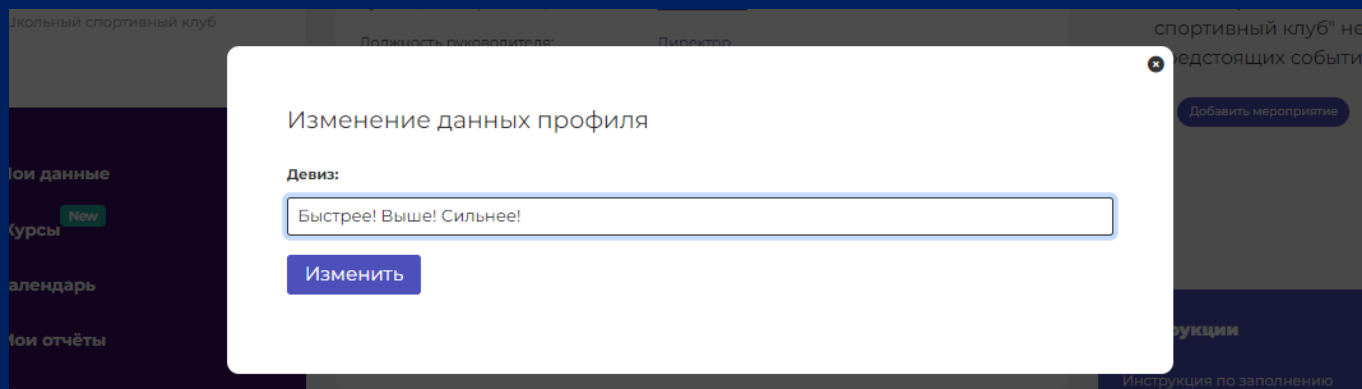 Школьный спортивный клуб
Должность руководителя: Директор
спортивный клуб" не
предстоящих событи
Изменение данных профиля
Добавить мероприятие
Девиз:
Мои данные
Быстрее! Выше! Сильнее!
New
Курсы
Изменить
Календарь
Мои отчёты
Инструкция по заполнению